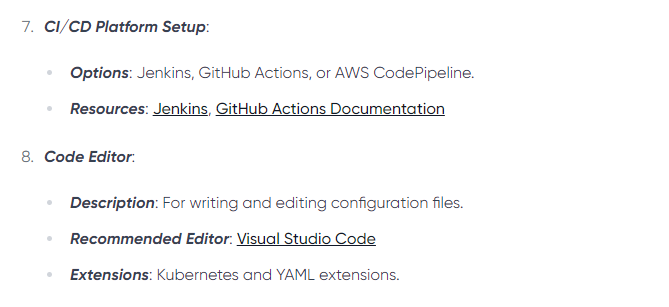 7. CI/CD Platform Setup:
Options: Jenkins, GitHub Actions, or AWS CodePipeline.
Resources: Jenkins, GitHub Actions Documentation
8. Code Editor:
Description: For writing and editing configuration files.
Recommended Editor: Visual Studio Code
Extensions: Kubernetes and YAML extensions.